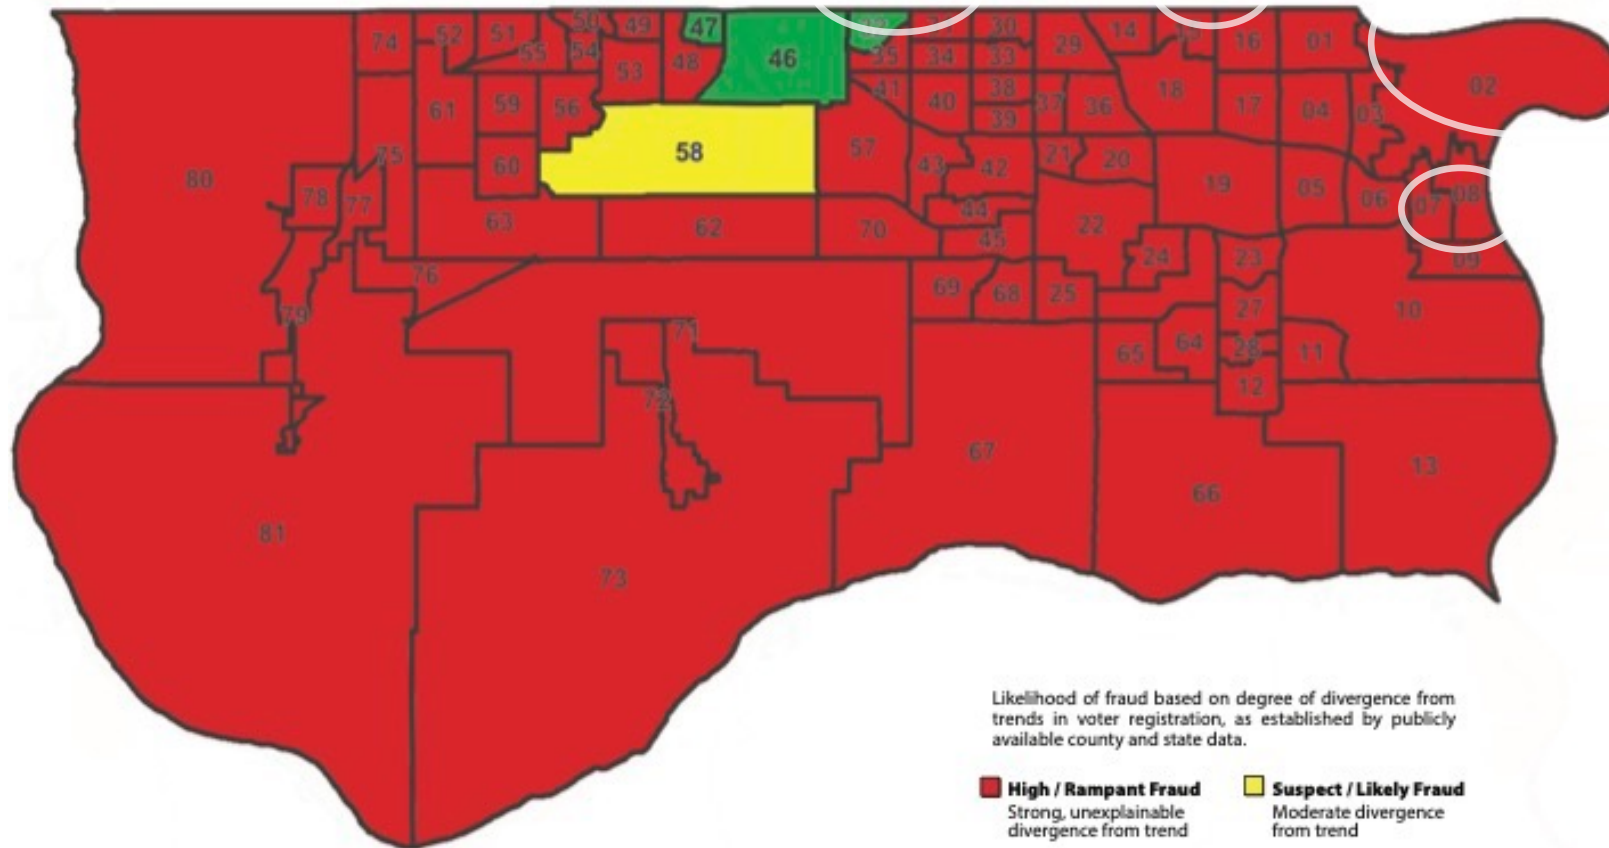 50 49 47 30 14 16 01
74 52 51 55 54 53 48 46 35 34 33 29 02
61 59 56 41 40 38 37 36 18 17 04 03
39
80 75 60 58 57 43 42 21 20 19 05 06 07 08
78 77 63 62 70 44 45 22 24 23 09
76 69 68 25 27 10
79 71 65 64 28 11
72 12
67 66 13
81 73
Likelihood of fraud based on degree of divergence from
trends in voter registration, as established by publicly
available county and state data.
High / Rampant Fraud
Strong, unexplainable
divergence from trend
Suspect / Likely Fraud
Moderate divergence
from trend